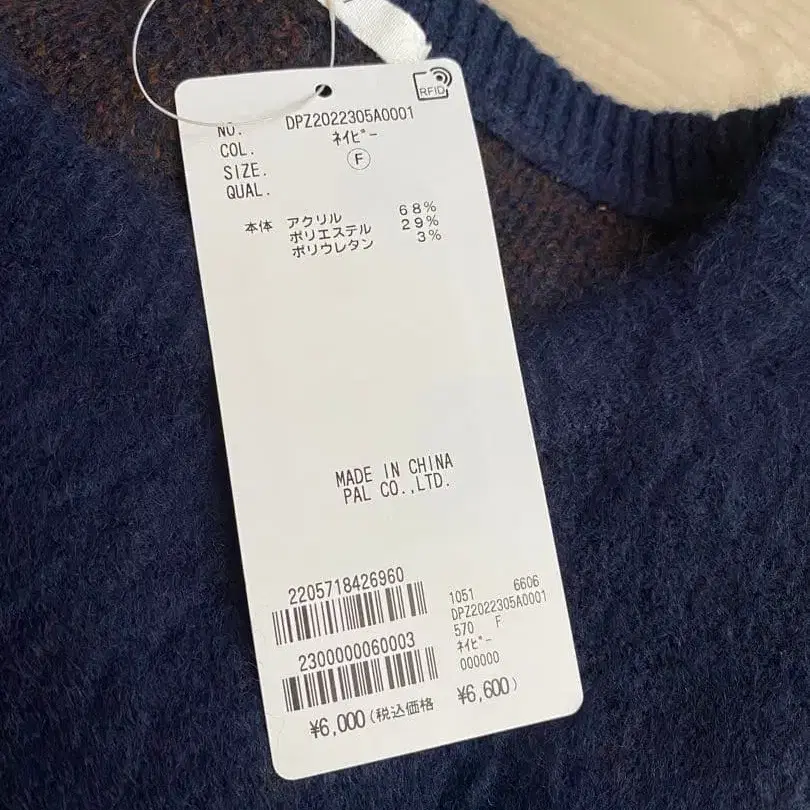 RFID
NO. DPZ2022305A0001
COL. ネイビー
SIZE. F
QUAL.
本体 アクリル 68%
ポリエステル 29%
ポリウレタン 3%
MADE IN CHINA
PAL CO.,LTD.
2205718426960
2300000060003
¥6,000(税込価格 ¥6,600)
1051 6606
DPZ2022305A0001
570 F
ネイビー
000000